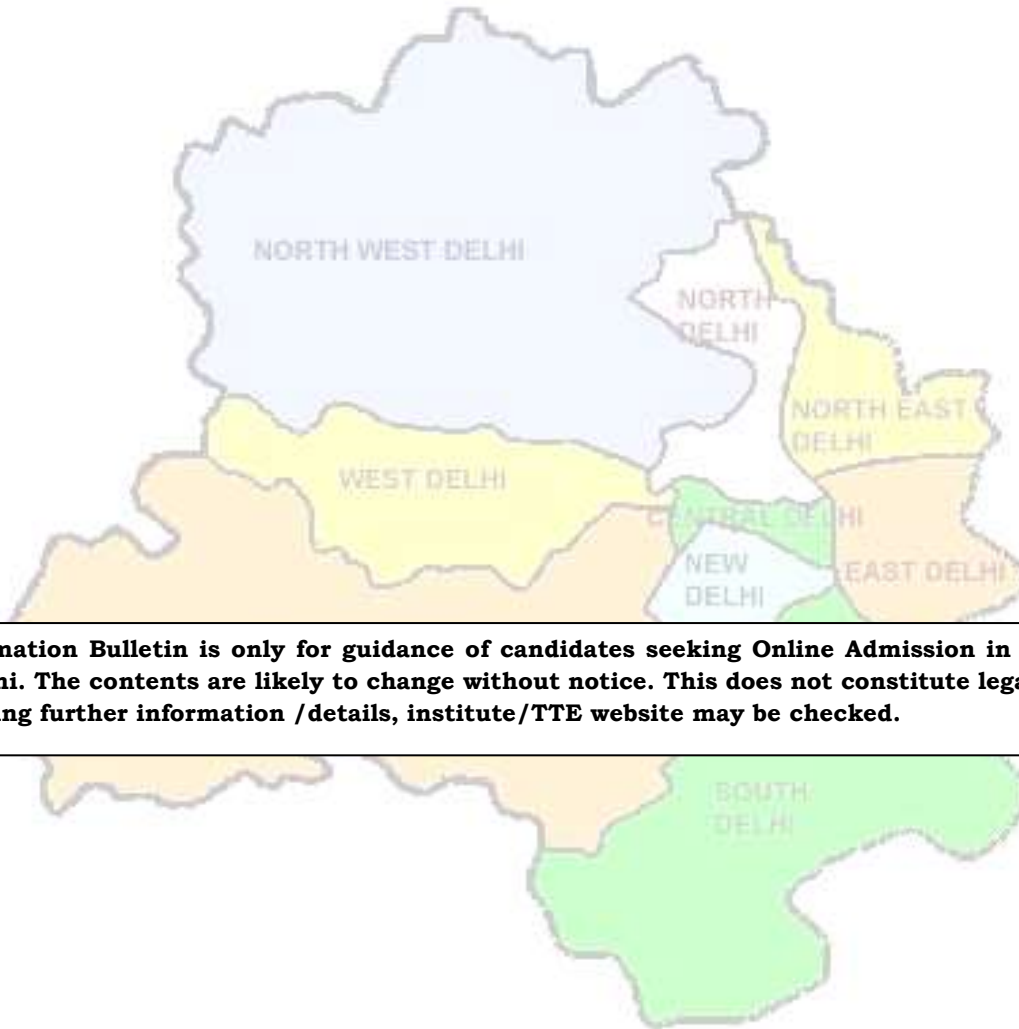 NORTH WEST DELHI
NORTH
DELHI
NORTH EAST
DELHI
WEST DELHI
CENTRAL DELHI
NEW
DELHI
EAST DELHI
mation Bulletin is only for guidance of candidates seeking Online Admission in
hi. The contents are likely to change without notice. This does not constitute lega
ing further information /details, institute/TTE website may be checked.
SOUTH
DELHI